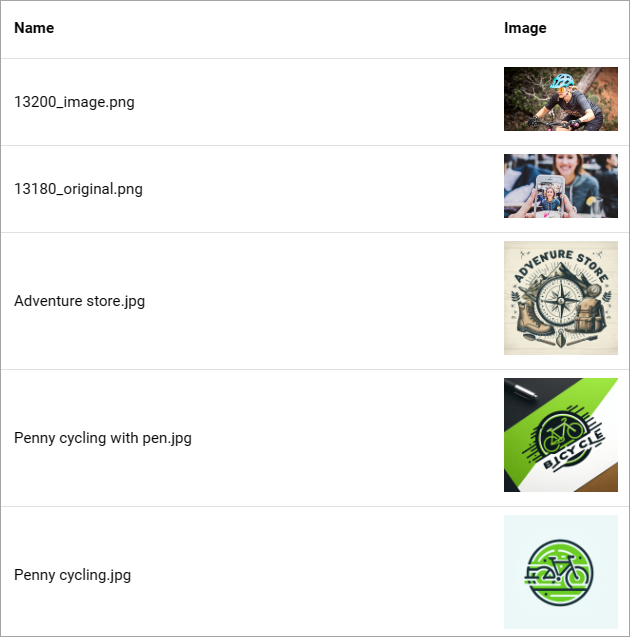 Name Image
13200_image.png
13180_original.png
ADVENTURE STORE
Adventure store.jpg
Penny cycling with pen.jpg
BICYCLE
Penny cycling.jpg